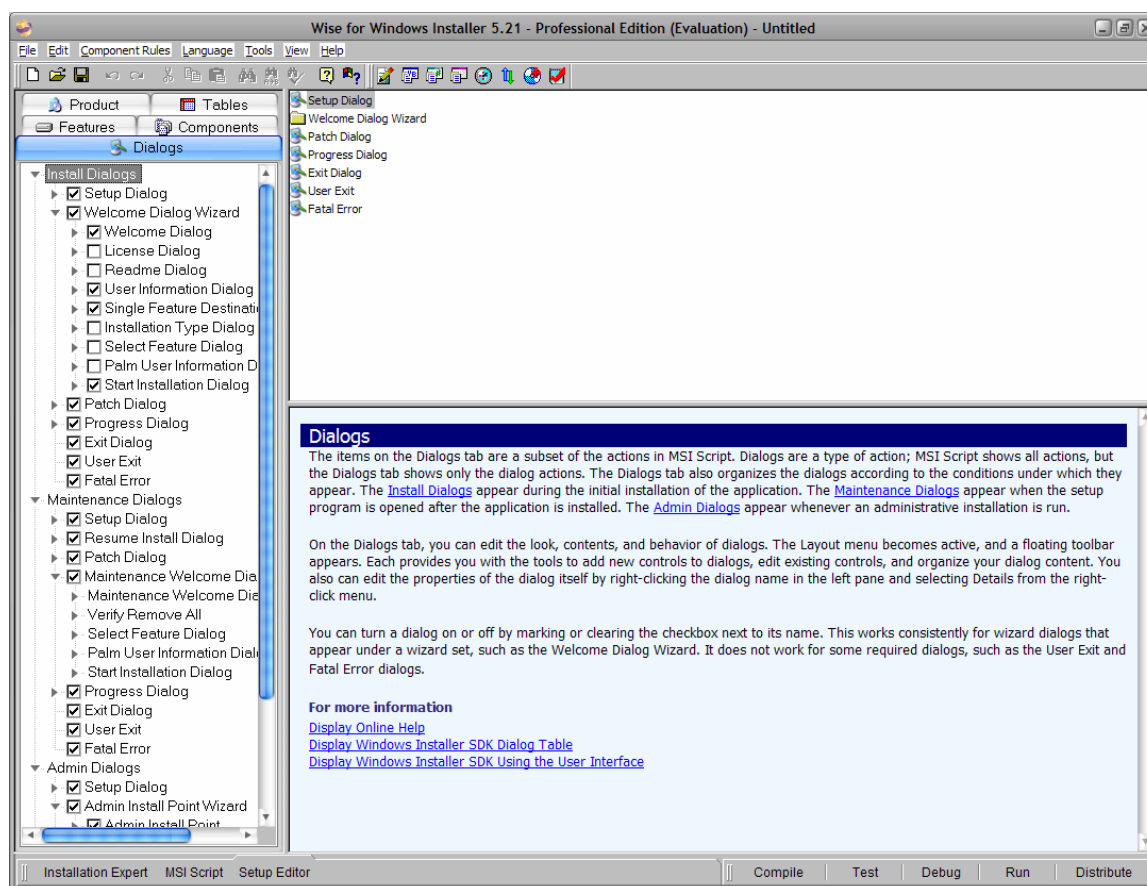 Wise for Windows Installer 5.21 - Professional Edition (Evaluation) - Untitled
File Edit Component Rules Language Tools View Help
Product Tables
Features Components
Dialogs
Install Dialogs
Setup Dialog
Welcome Dialog Wizard
Welcome Dialog
License Dialog
Readme Dialog
User Information Dialog
Single Feature Destinati
Installation Type Dialog
Select Feature Dialog
Palm User Information D
Start Installation Dialog
Patch Dialog
Progress Dialog
Exit Dialog
User Exit
Fatal Error
Maintenance Dialogs
Setup Dialog
Resume Install Dialog
Patch Dialog
Maintenance Welcome Dia
Maintenance Welcome Dia
Verify Remove All
Select Feature Dialog
Palm User Information Dial
Start Installation Dialog
Progress Dialog
Exit Dialog
User Exit
Fatal Error
Admin Dialogs
Setup Dialog
Admin Install Point Wizard
Admin Install Point
Setup Dialog
Welcome Dialog Wizard
Patch Dialog
Progress Dialog
Exit Dialog
User Exit
Fatal Error
Dialogs
The items on the Dialogs tab are a subset of the actions in MSI Script. Dialogs are a type of action; MSI Script shows all actions, but
the Dialogs tab shows only the dialog actions. The Dialogs tab also organizes the dialogs according to the conditions under which they
appear. The Install Dialogs appear during the initial installation of the application. The Maintenance Dialogs appear when the setup
program is opened after the application is installed. The Admin Dialogs appear whenever an administrative installation is run.
On the Dialogs tab, you can edit the look, contents, and behavior of dialogs. The Layout menu becomes active, and a floating toolbar
appears. Each provides you with the tools to add new controls to dialogs, edit existing controls, and organize your dialog content. You
also can edit the properties of the dialog itself by right-clicking the dialog name in the left pane and selecting Details from the right-
click menu.
You can turn a dialog on or off by marking or clearing the checkbox next to its name. This works consistently for wizard dialogs that
appear under a wizard set, such as the Welcome Dialog Wizard. It does not work for some required dialogs, such as the User Exit and
Fatal Error dialogs.
For more information
Display Online Help
Display Windows Installer SDK Dialog Table
Display Windows Installer SDK Using the User Interface
Installation Expert MSI Script Setup Editor Compile Test Debug Run Distribute